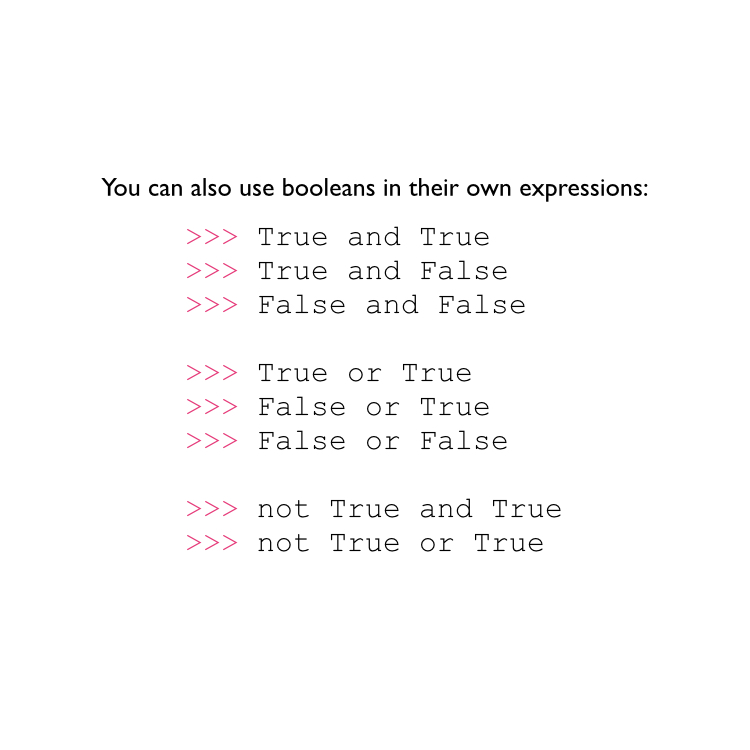 You can also use booleans in their own expressions:
>>> True and True
>>> True and False
>>> False and False
>>> True or True
>>> False or True
>>> False or False
>>> not True and True
>>> not True or True